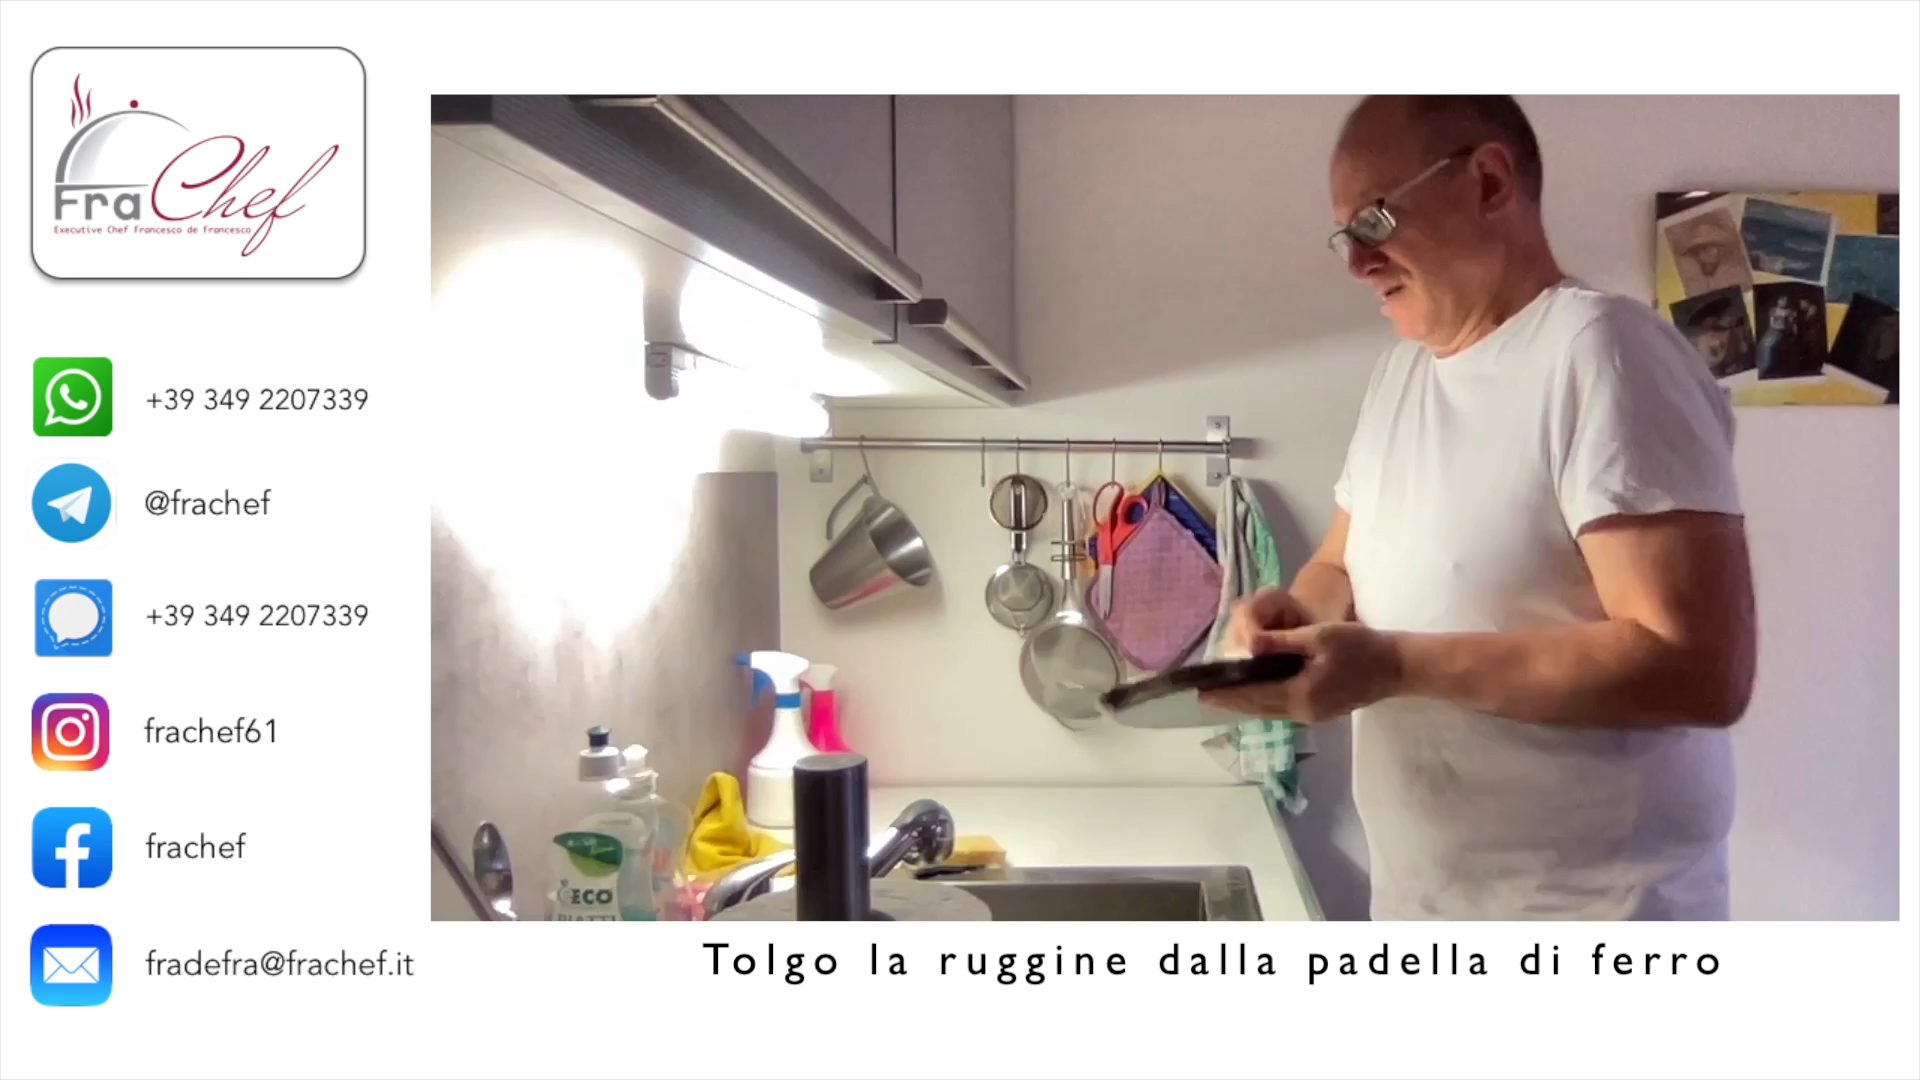 Fra Chef
Executive Chef Francesco de Francesco
+39 349 2207339
@frachef
+39 349 2207339
frachef61
frachef
fradefra@frachef.it
ECO
PIATTI
Tolgo la ruggine dalla padella di ferro